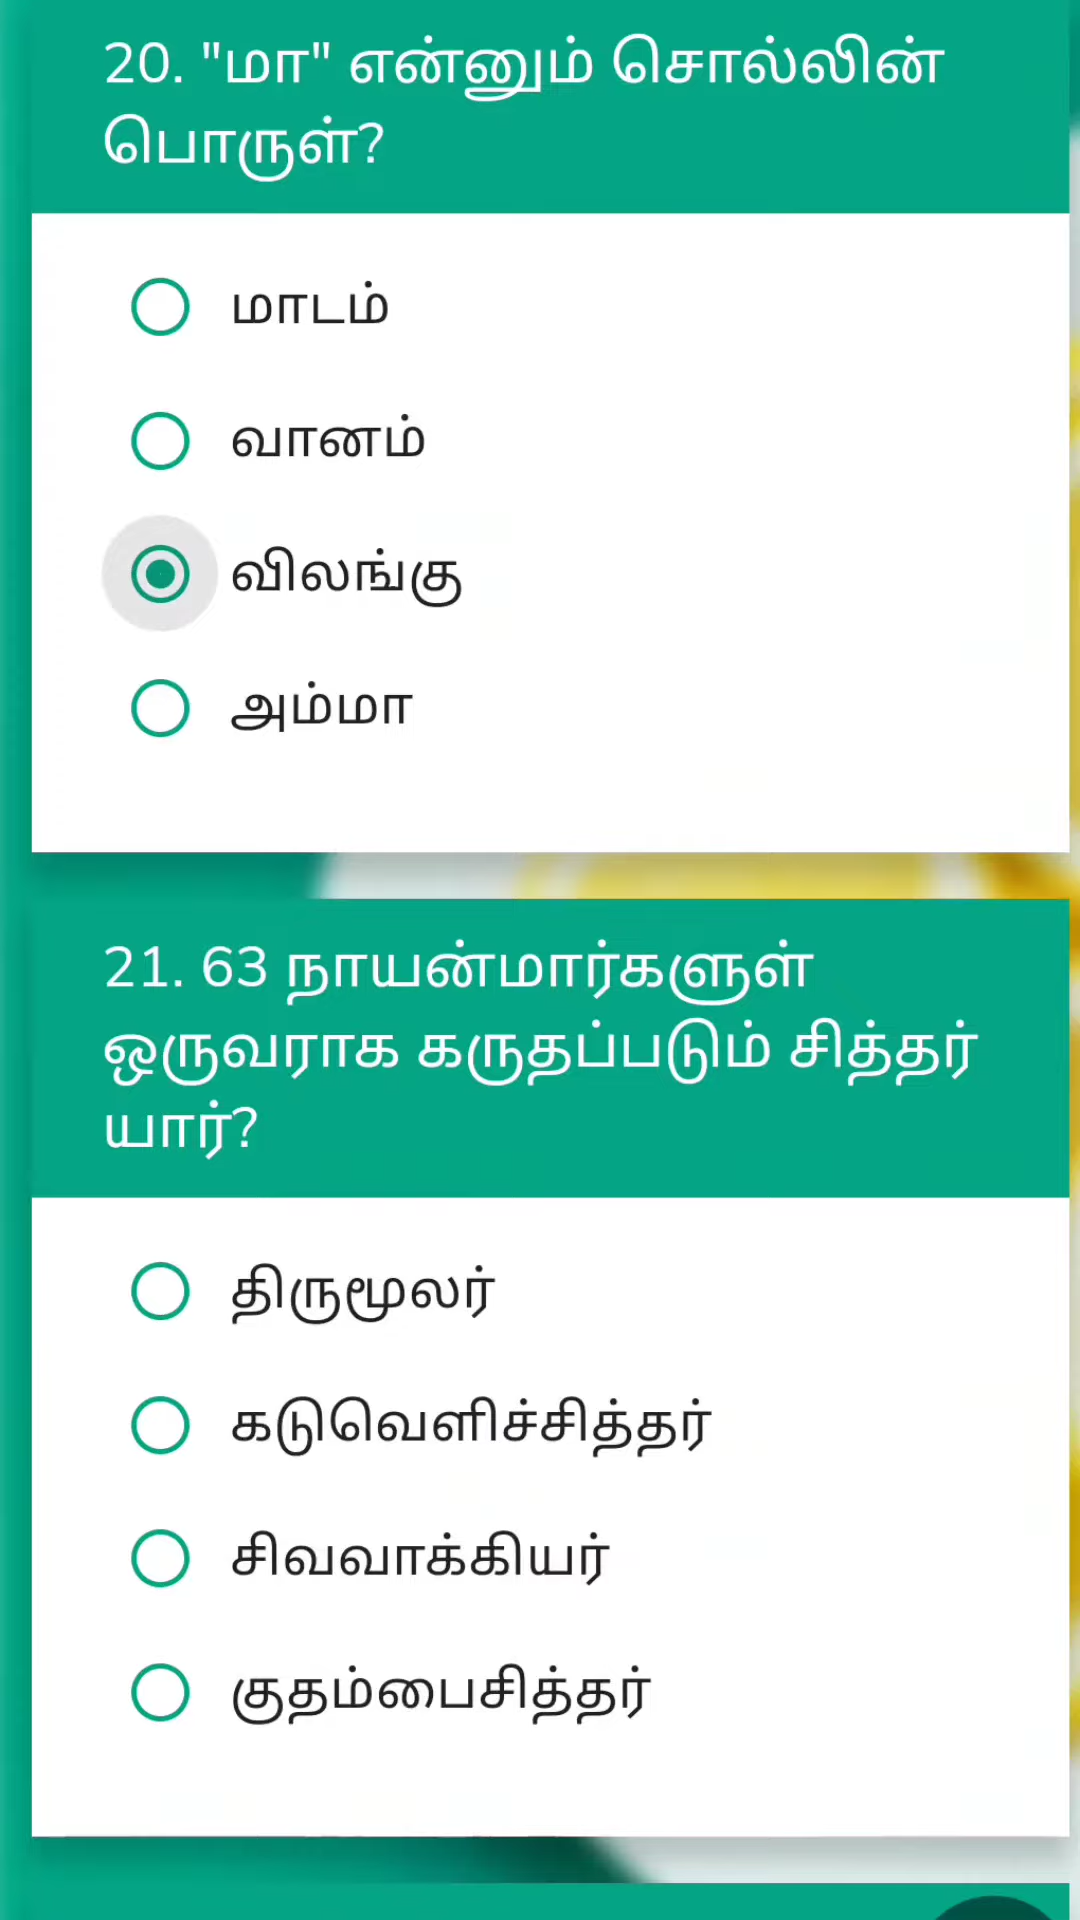 20. "மா" என்னும் சொல்லின்
பொருள்?
மாடம்
வானம்
விலங்கு
அம்மா
21. 63 நாயன்மார்களுள்
ஒருவராக கருதப்படும் சித்தர்
யார்?
திருமூலர்
கடுவெளிச்சித்தர்
சிவவாக்கியர்
குதம்பைசித்தர்